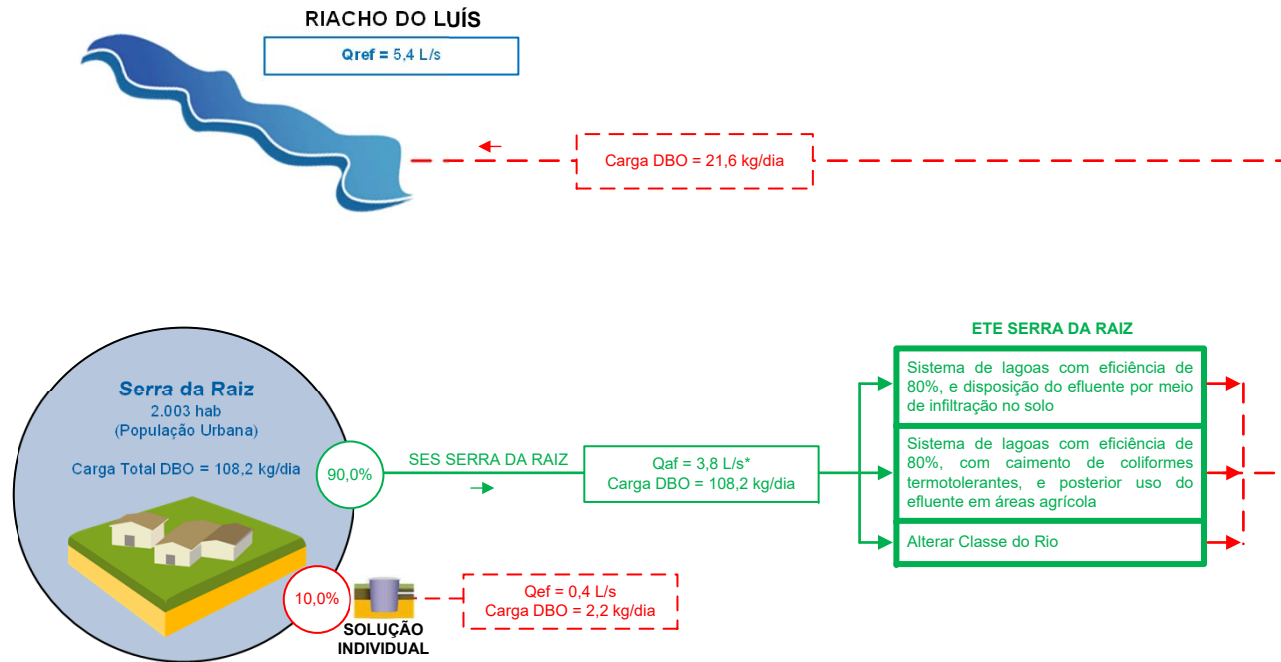 RIACHO DO LUÍS
Qref = 5,4 L/s
Carga DBO = 21,6 kg/dia
ETE SERRA DA RAIZ
Sistema de lagoas com eficiência de
80%, e disposição do efluente por meio
de infiltração no solo
Sistema de lagoas com eficiência de
80%, com caimento de coliformes
termotolerantes, e posterior uso do
efluente em áreas agrícola
Alterar Classe do Rio
Serra da Raiz
2.003 hab
(População Urbana)
Carga Total DBO = 108,2 kg/dia
90,0%
SES SERRA DA RAIZ
Qaf = 3,8 L/s*
Carga DBO = 108,2 kg/dia
10,0%
SOLUÇÃO
INDIVIDUAL
Qef = 0,4 L/s
Carga DBO = 2,2 kg/dia